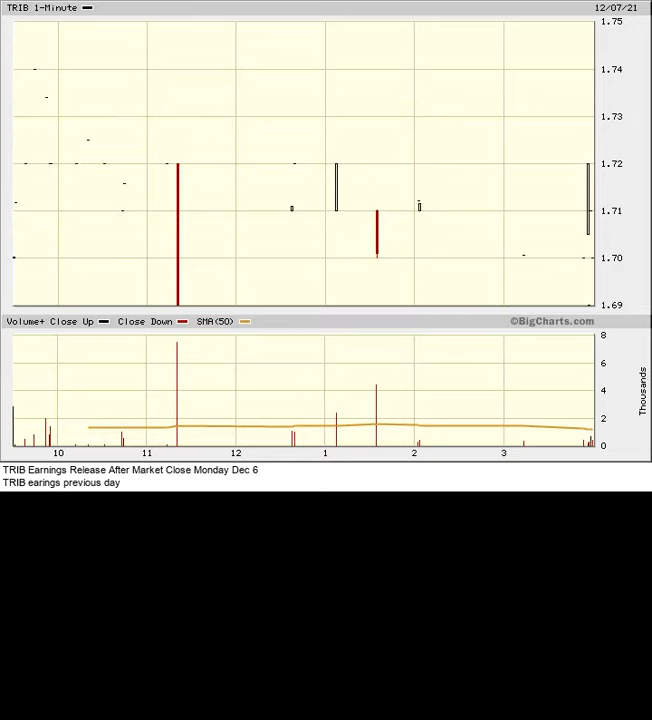 TRIB 1-Minute 12/07/21
1.75
1.74
1.73
1.72
1.71
1.70
1.69
Volume+ Close Up Close Down SMA(50) ©BigCharts.com
8
6
4
2
0
Thousands
10 11 12 1 2 3
TRIB Earnings Release After Market Close Monday Dec 6
TRIB earings previous day